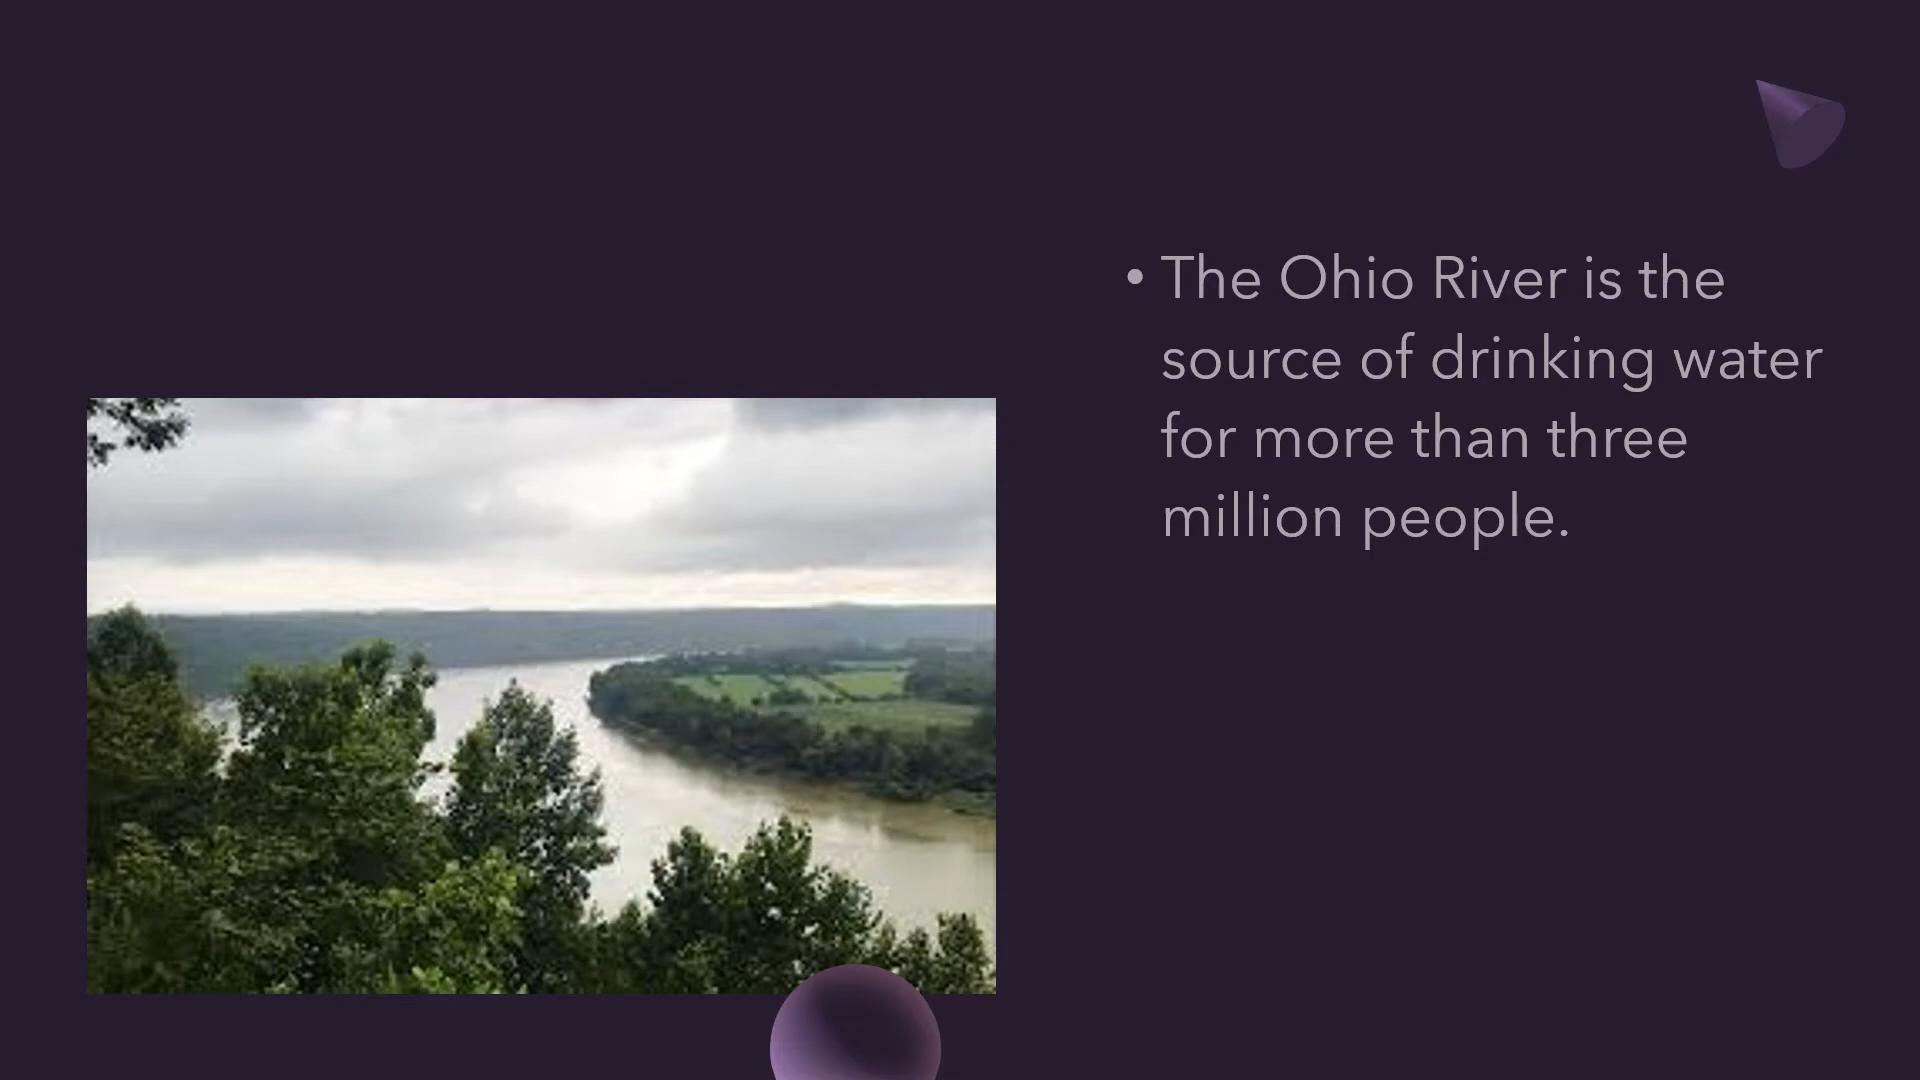 • The Ohio River is the
source of drinking water
for more than three
million people.